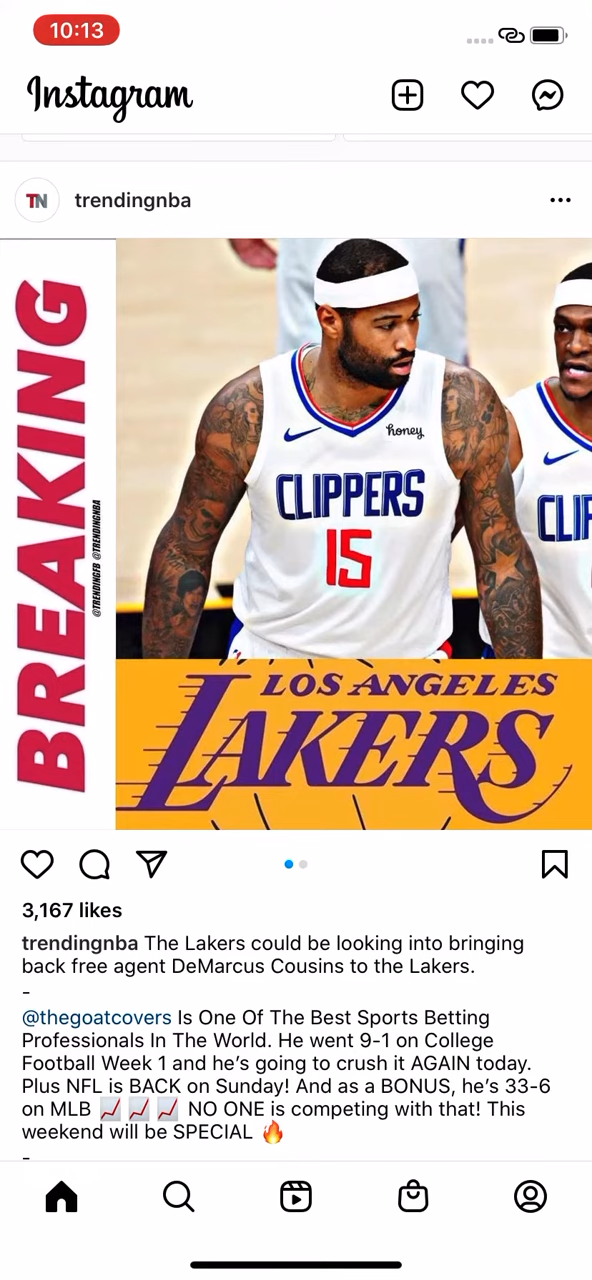 10:13
Instagram
TN
trendingnba
BREAKING
@TRENDINGFB @TRENDINGNBA
honey
CLIPPERS
15
CLIP
LOS ANGELES
LAKERS
3,167 likes
trendingnba The Lakers could be looking into bringing
back free agent DeMarcus Cousins to the Lakers.
-
@thegoatcovers Is One Of The Best Sports Betting
Professionals In The World. He went 9-1 on College
Football Week 1 and he's going to crush it AGAIN today.
Plus NFL is BACK on Sunday! And as a BONUS, he's 33-6
on MLB 📈 📈 📈 NO ONE is competing with that! This
weekend will be SPECIAL 🔥
-